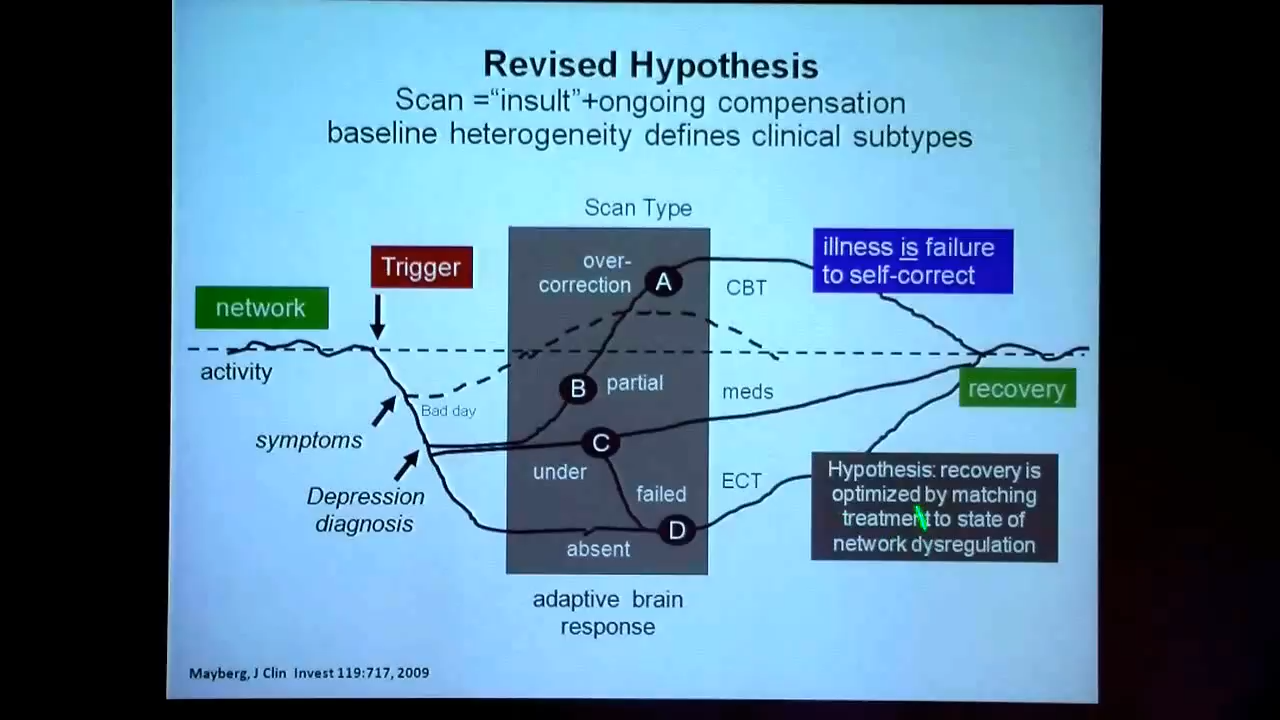 Revised Hypothesis
Scan ="insult"+ongoing compensation
baseline heterogeneity defines clinical subtypes
Scan Type
Trigger
over-
correction
A
illness is failure
to self-correct
CBT
network
activity
B
partial
meds
recovery
Bad day
symptoms
C
under
Depression
diagnosis
failed
ECT
Hypothesis: recovery is
optimized by matching
treatment to state of
network dysregulation
D
absent
adaptive brain
response
Mayberg, J Clin Invest 119:717, 2009